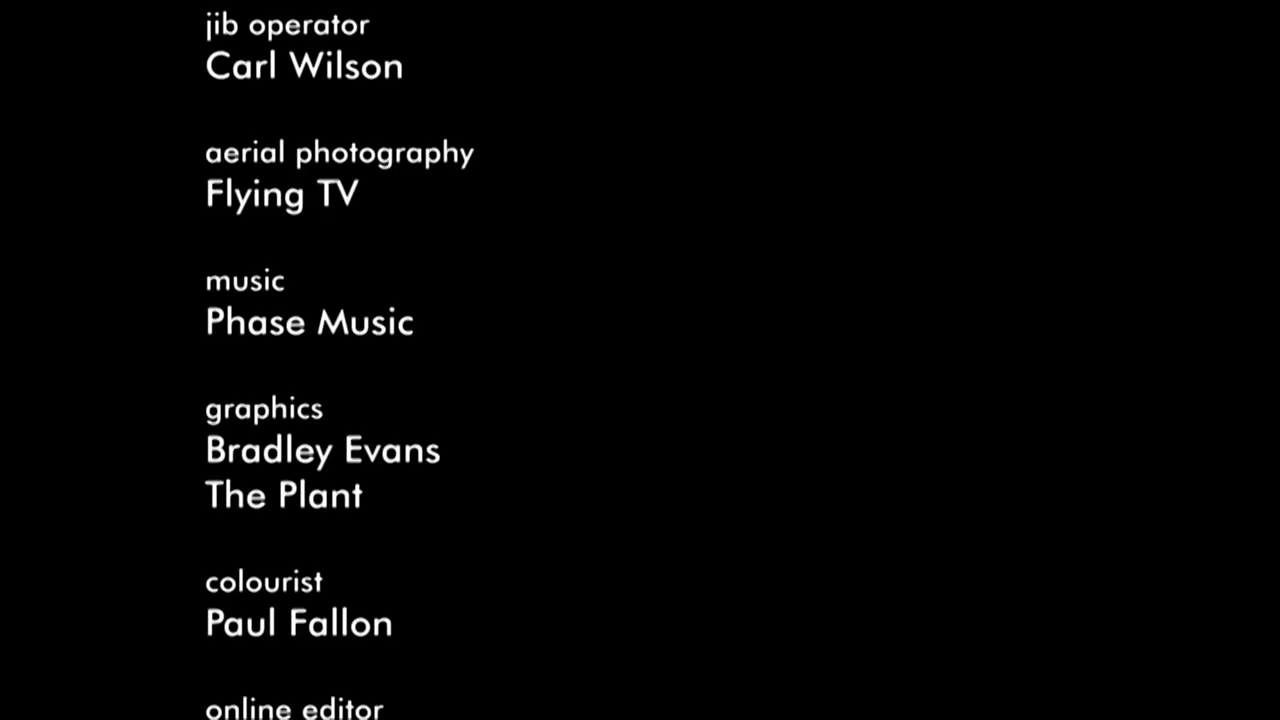 jib operator
Carl Wilson
aerial photography
Flying TV
music
Phase Music
graphics
Bradley Evans
The Plant
colourist
Paul Fallon
online editor